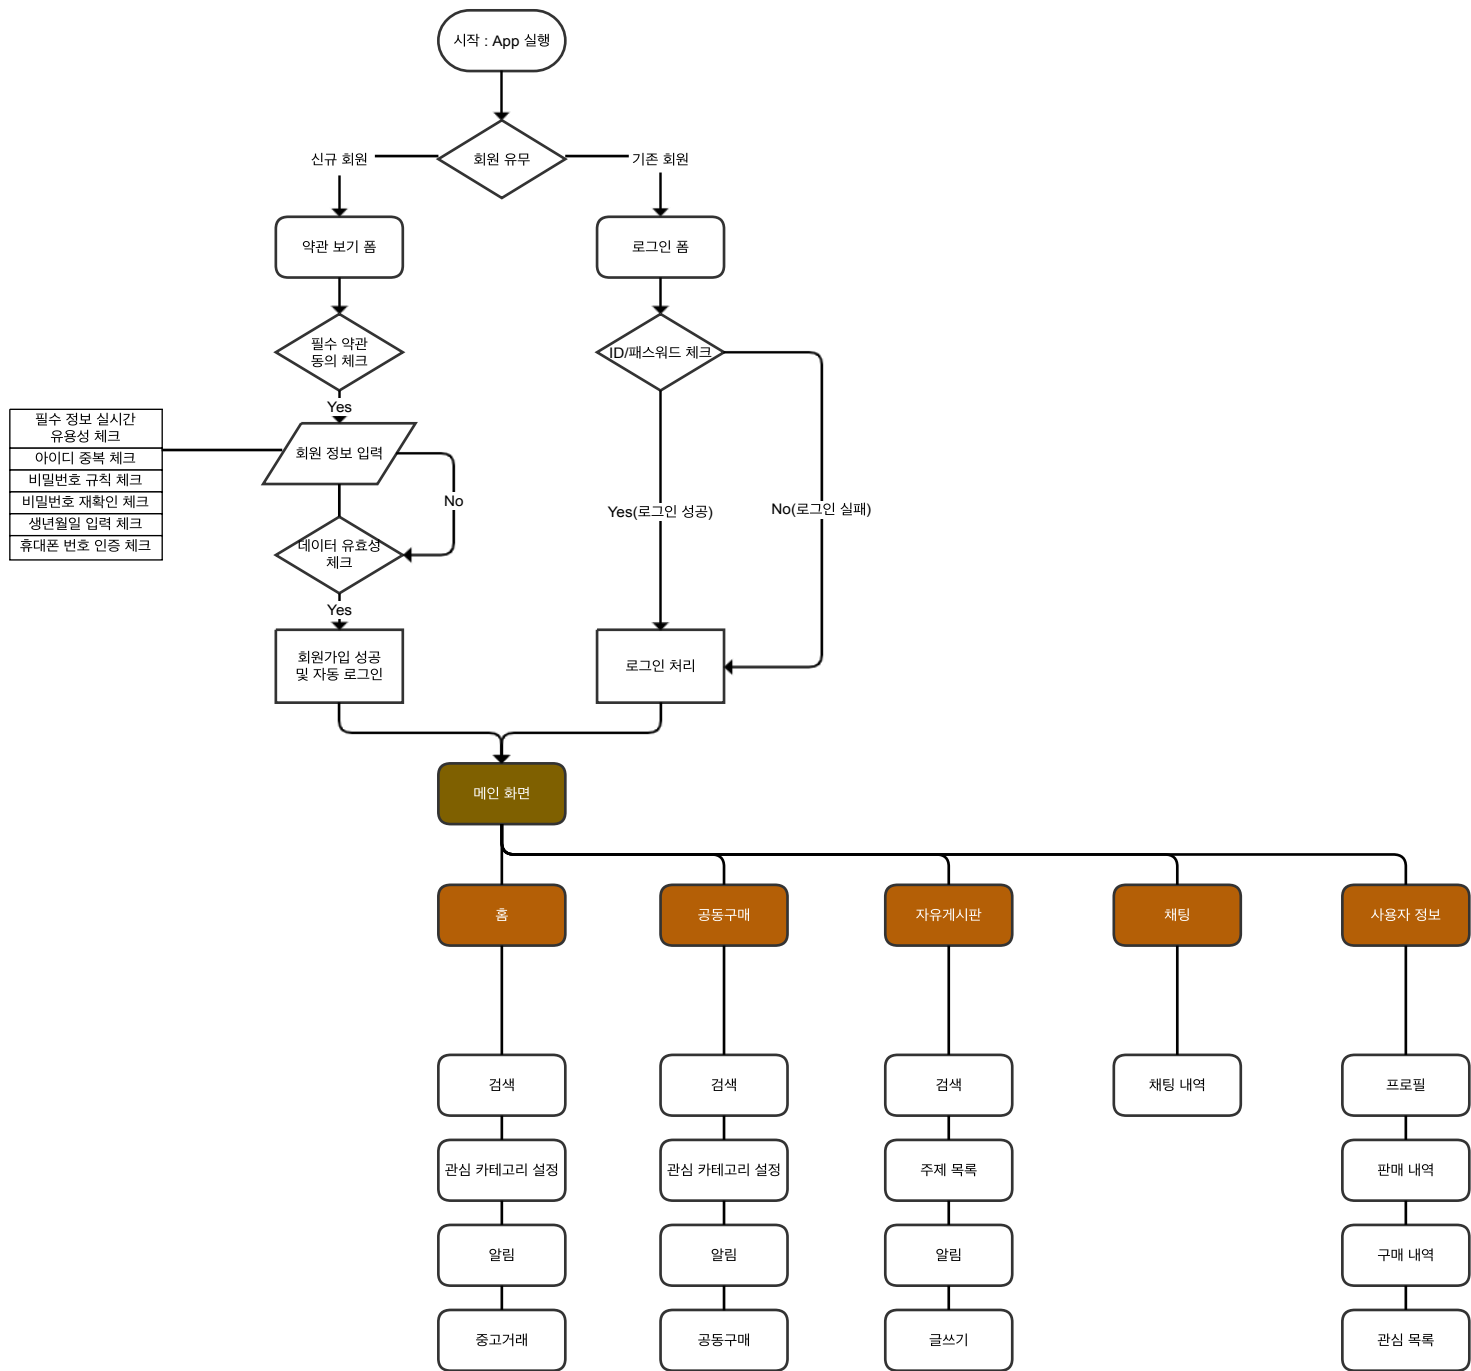 시작 : App 실행
회원 유무
신규 회원
기존 회원
약관 보기 폼
로그인 폼
필수 약관
동의 체크
ID/패스워드 체크
Yes
필수 정보 실시간
유용성 체크
아이디 중복 체크
비밀번호 규칙 체크
비밀번호 재확인 체크
생년월일 입력 체크
휴대폰 번호 인증 체크
회원 정보 입력
No
Yes(로그인 성공)
No(로그인 실패)
데이터 유효성
체크
Yes
회원가입 성공
및 자동 로그인
로그인 처리
메인 화면
홈
공동구매
자유게시판
채팅
사용자 정보
검색
검색
검색
채팅 내역
프로필
관심 카테고리 설정
관심 카테고리 설정
주제 목록
판매 내역
알림
알림
알림
구매 내역
중고거래
공동구매
글쓰기
관심 목록